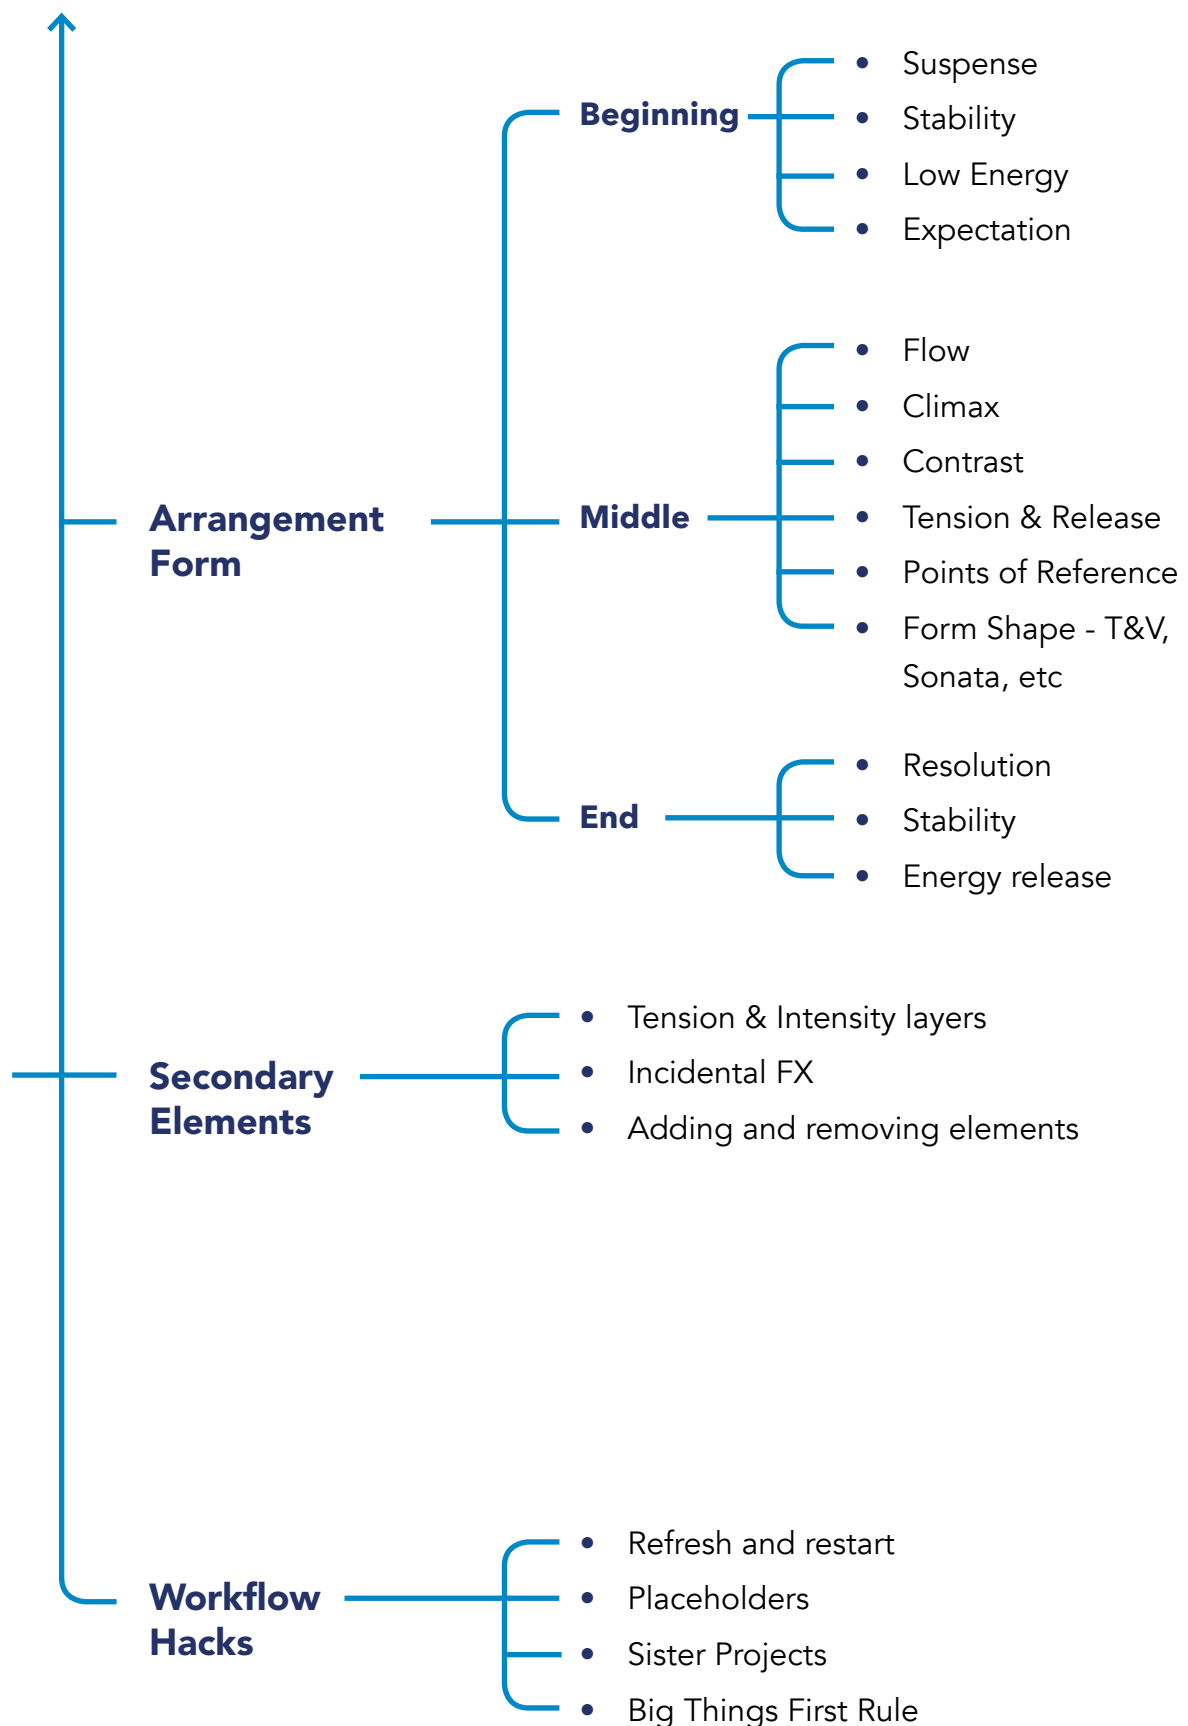 Arrangement
Form
Beginning
• Suspense
• Stability
• Low Energy
• Expectation
Middle
• Flow
• Climax
• Contrast
• Tension & Release
• Points of Reference
• Form Shape - T&V,
Sonata, etc
End
• Resolution
• Stability
• Energy release
Secondary
Elements
• Tension & Intensity layers
• Incidental FX
• Adding and removing elements
Workflow
Hacks
• Refresh and restart
• Placeholders
• Sister Projects
• Big Things First Rule